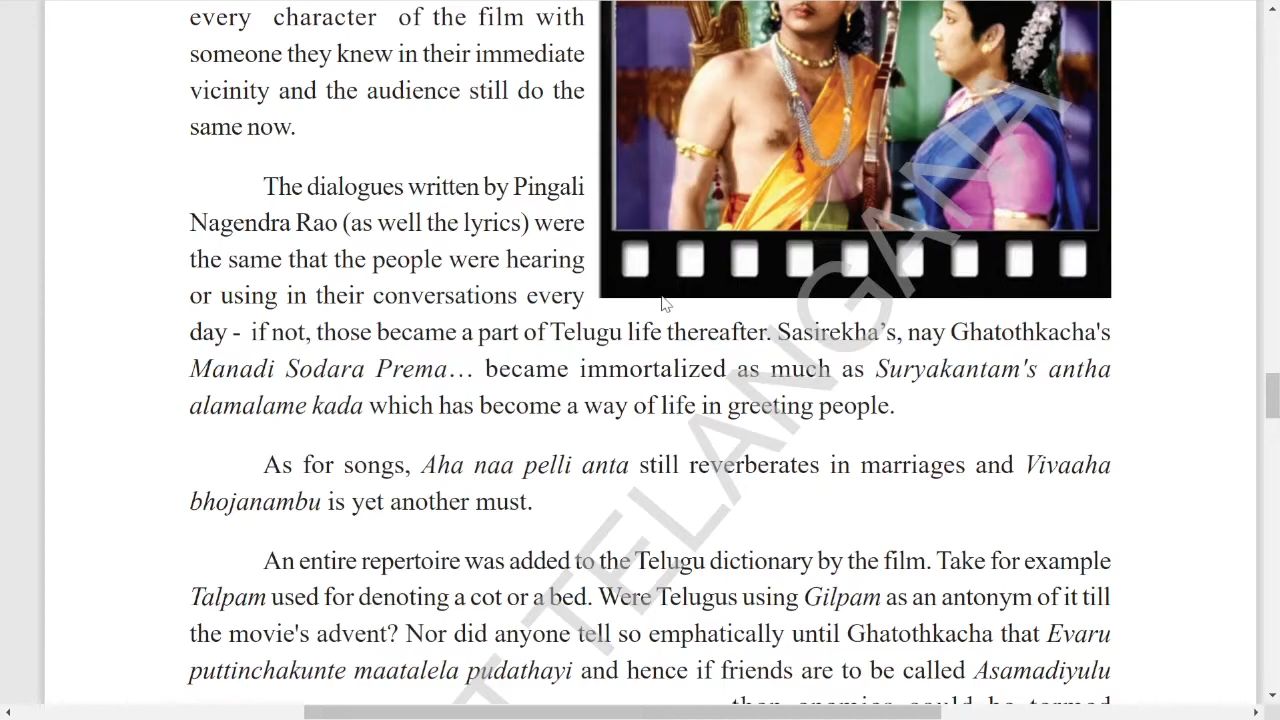 every character of the film with
someone they knew in their immediate
vicinity and the audience still do the
same now.
The dialogues written by Pingali
Nagendra Rao (as well the lyrics) were
the same that the people were hearing
or using in their conversations every
day - if not, those became a part of Telugu life thereafter. Sasirekha’s, nay Ghatothkacha's
Manadi Sodara Prema… became immortalized as much as Suryakantam's antha
alamalame kada which has become a way of life in greeting people.
As for songs, Aha naa pelli anta still reverberates in marriages and Vivaaha
bhojanambu is yet another must.
An entire repertoire was added to the Telugu dictionary by the film. Take for example
Talpam used for denoting a cot or a bed. Were Telugus using Gilpam as an antonym of it till
the movie's advent? Nor did anyone tell so emphatically until Ghatothkacha that Evaru
puttinchakunte maatalela pudathayi and hence if friends are to be called Asamadiyulu
then enemies could be termed
T TELANGANA